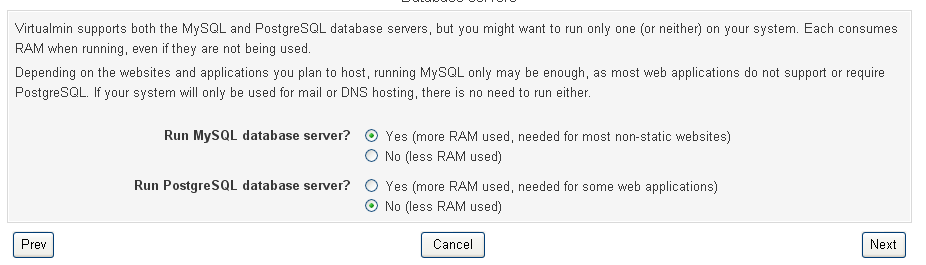 Virtualmin supports both the MySQL and PostgreSQL database servers, but you might want to run only one (or neither) on your system. Each consumes
RAM when running, even if they are not being used.
Depending on the websites and applications you plan to host, running MySQL only may be enough, as most web applications do not support or require
PostgreSQL. If your system will only be used for mail or DNS hosting, there is no need to run either.
Run MySQL database server? Yes (more RAM used, needed for most non-static websites)
No (less RAM used)
Run PostgreSQL database server? Yes (more RAM used, needed for some web applications)
No (less RAM used)
Prev Cancel Next